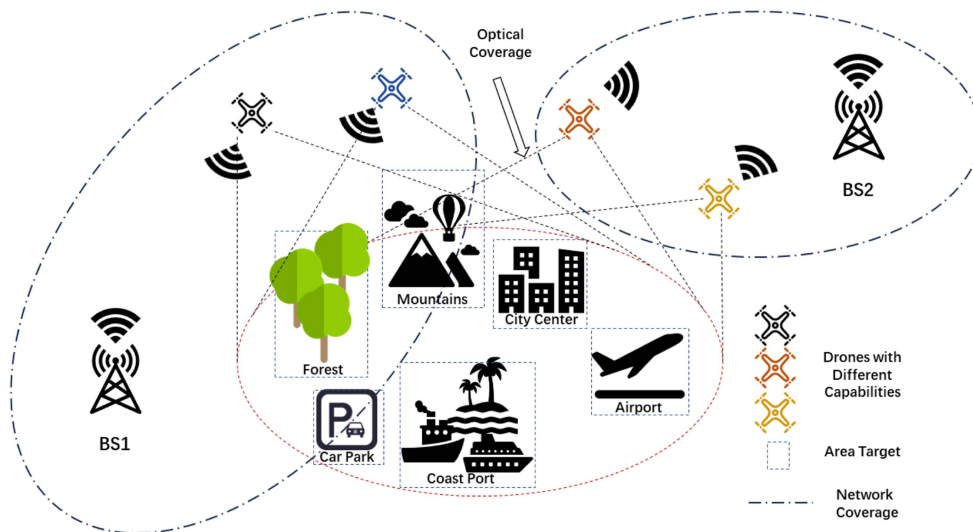 Optical
Coverage
BS2
Mountains
City Center
Forest
Airport
BS1
P
Car Park
Coast Port
Drones with
Different
Capabilities
Area Target
Network
Coverage